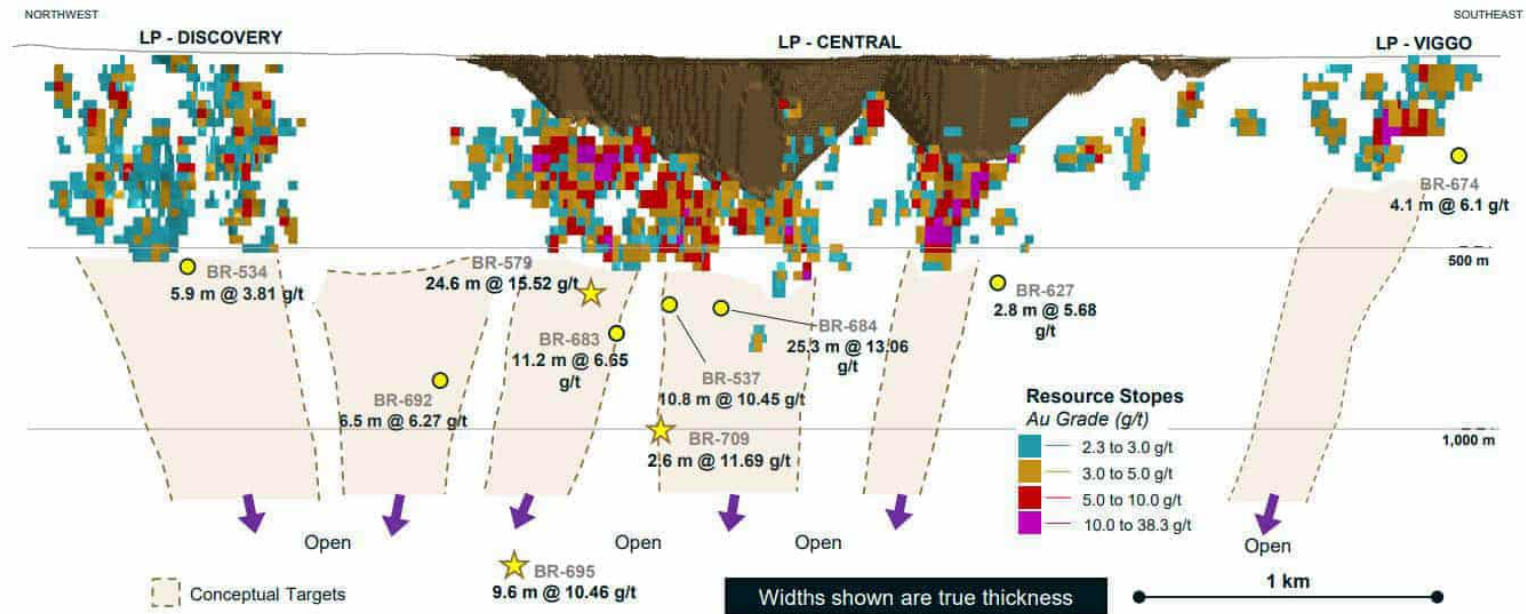 NORTHWEST
SOUTHEAST
LP - DISCOVERY
LP - CENTRAL
LP - VIGGO
BR-674
4.1 m @ 6.1 g/t
500 m
BR-534
5.9 m @ 3.81 g/t
BR-579
24.6 m @ 15.52 g/t
BR-627
2.8 m @ 5.68
g/t
BR-683
11.2 m @ 6.65
g/t
BR-684
25.3 m @ 13.06
g/t
BR-537
10.8 m @ 10.45 g/t
BR-692
6.5 m @ 6.27 g/t
BR-709
2.6 m @ 11.69 g/t
1,000 m
Resource Stopes
Au Grade (g/t)
2.3 to 3.0 g/t
3.0 to 5.0 g/t
5.0 to 10.0 g/t
10.0 to 38.3 g/t
Open
Open
Open
Open
BR-695
9.6 m @ 10.46 g/t
Conceptual Targets
Widths shown are true thickness
1 km